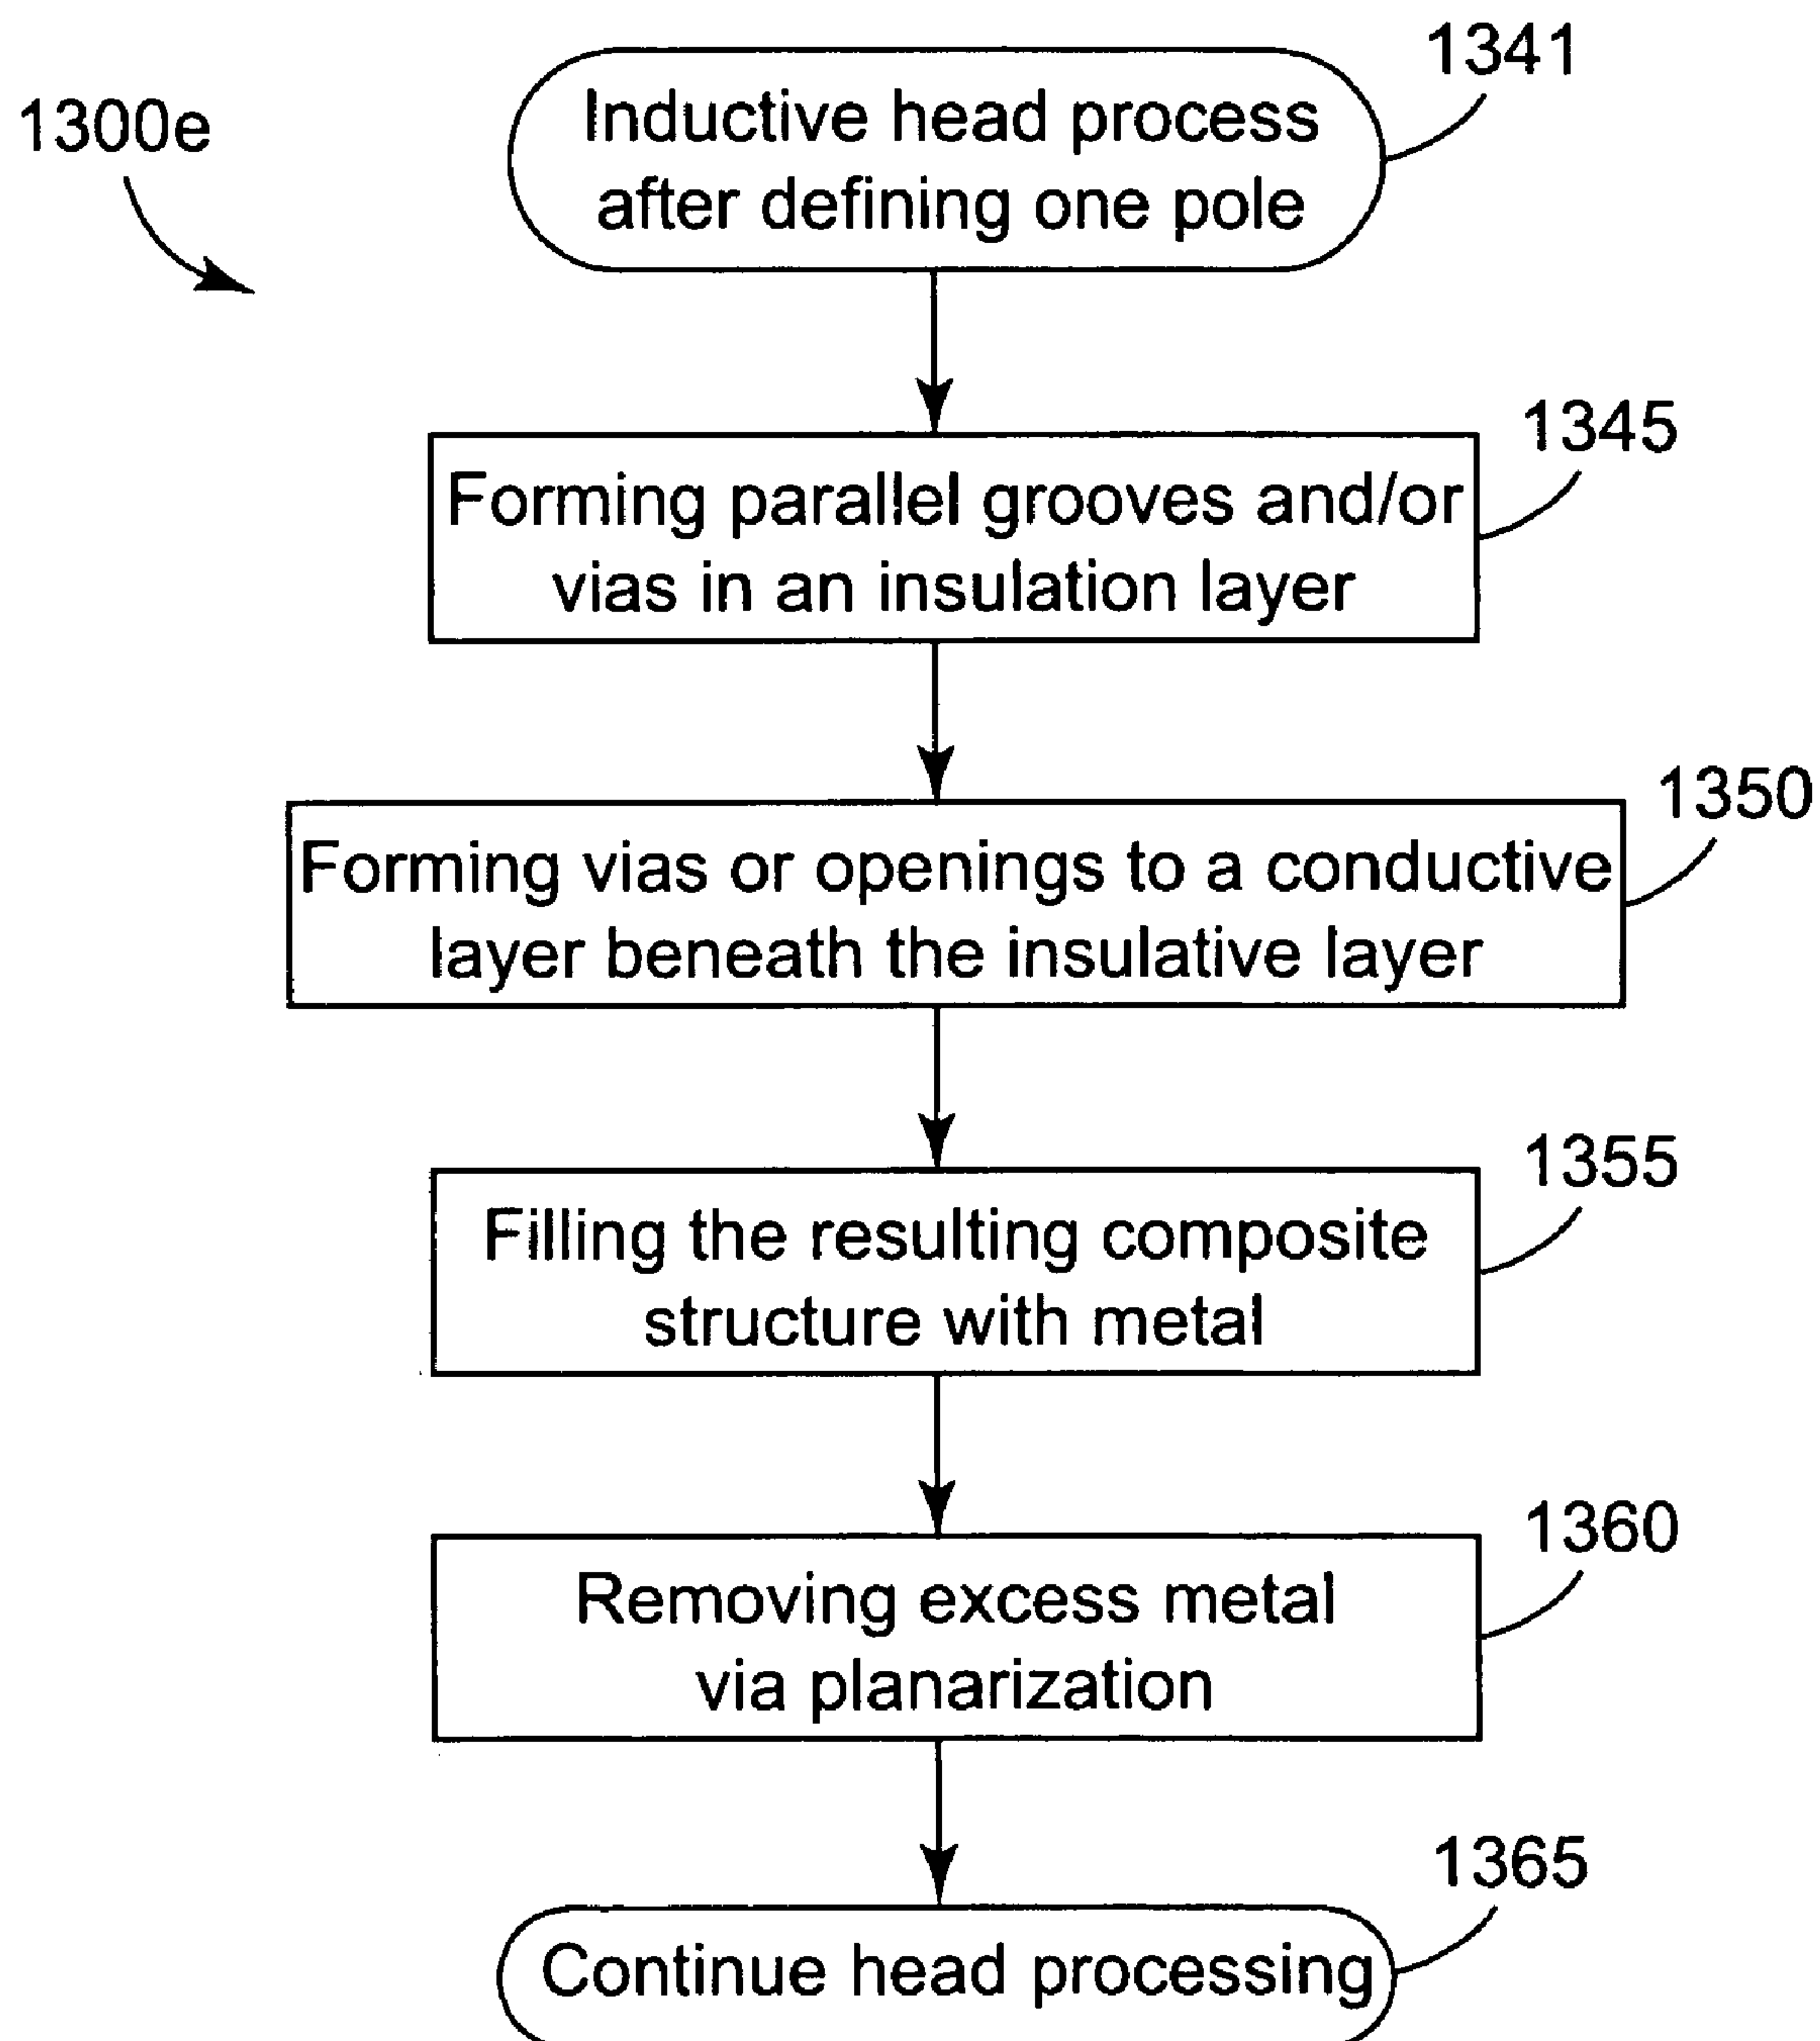 1300e
1341
Inductive head process
after defining one pole
1345
Forming parallel grooves and/or
vias in an insulation layer
1350
Forming vias or openings to a conductive
layer beneath the insulative layer
1355
Filling the resulting composite
structure with metal
1360
Removing excess metal
via planarization
1365
Continue head processing